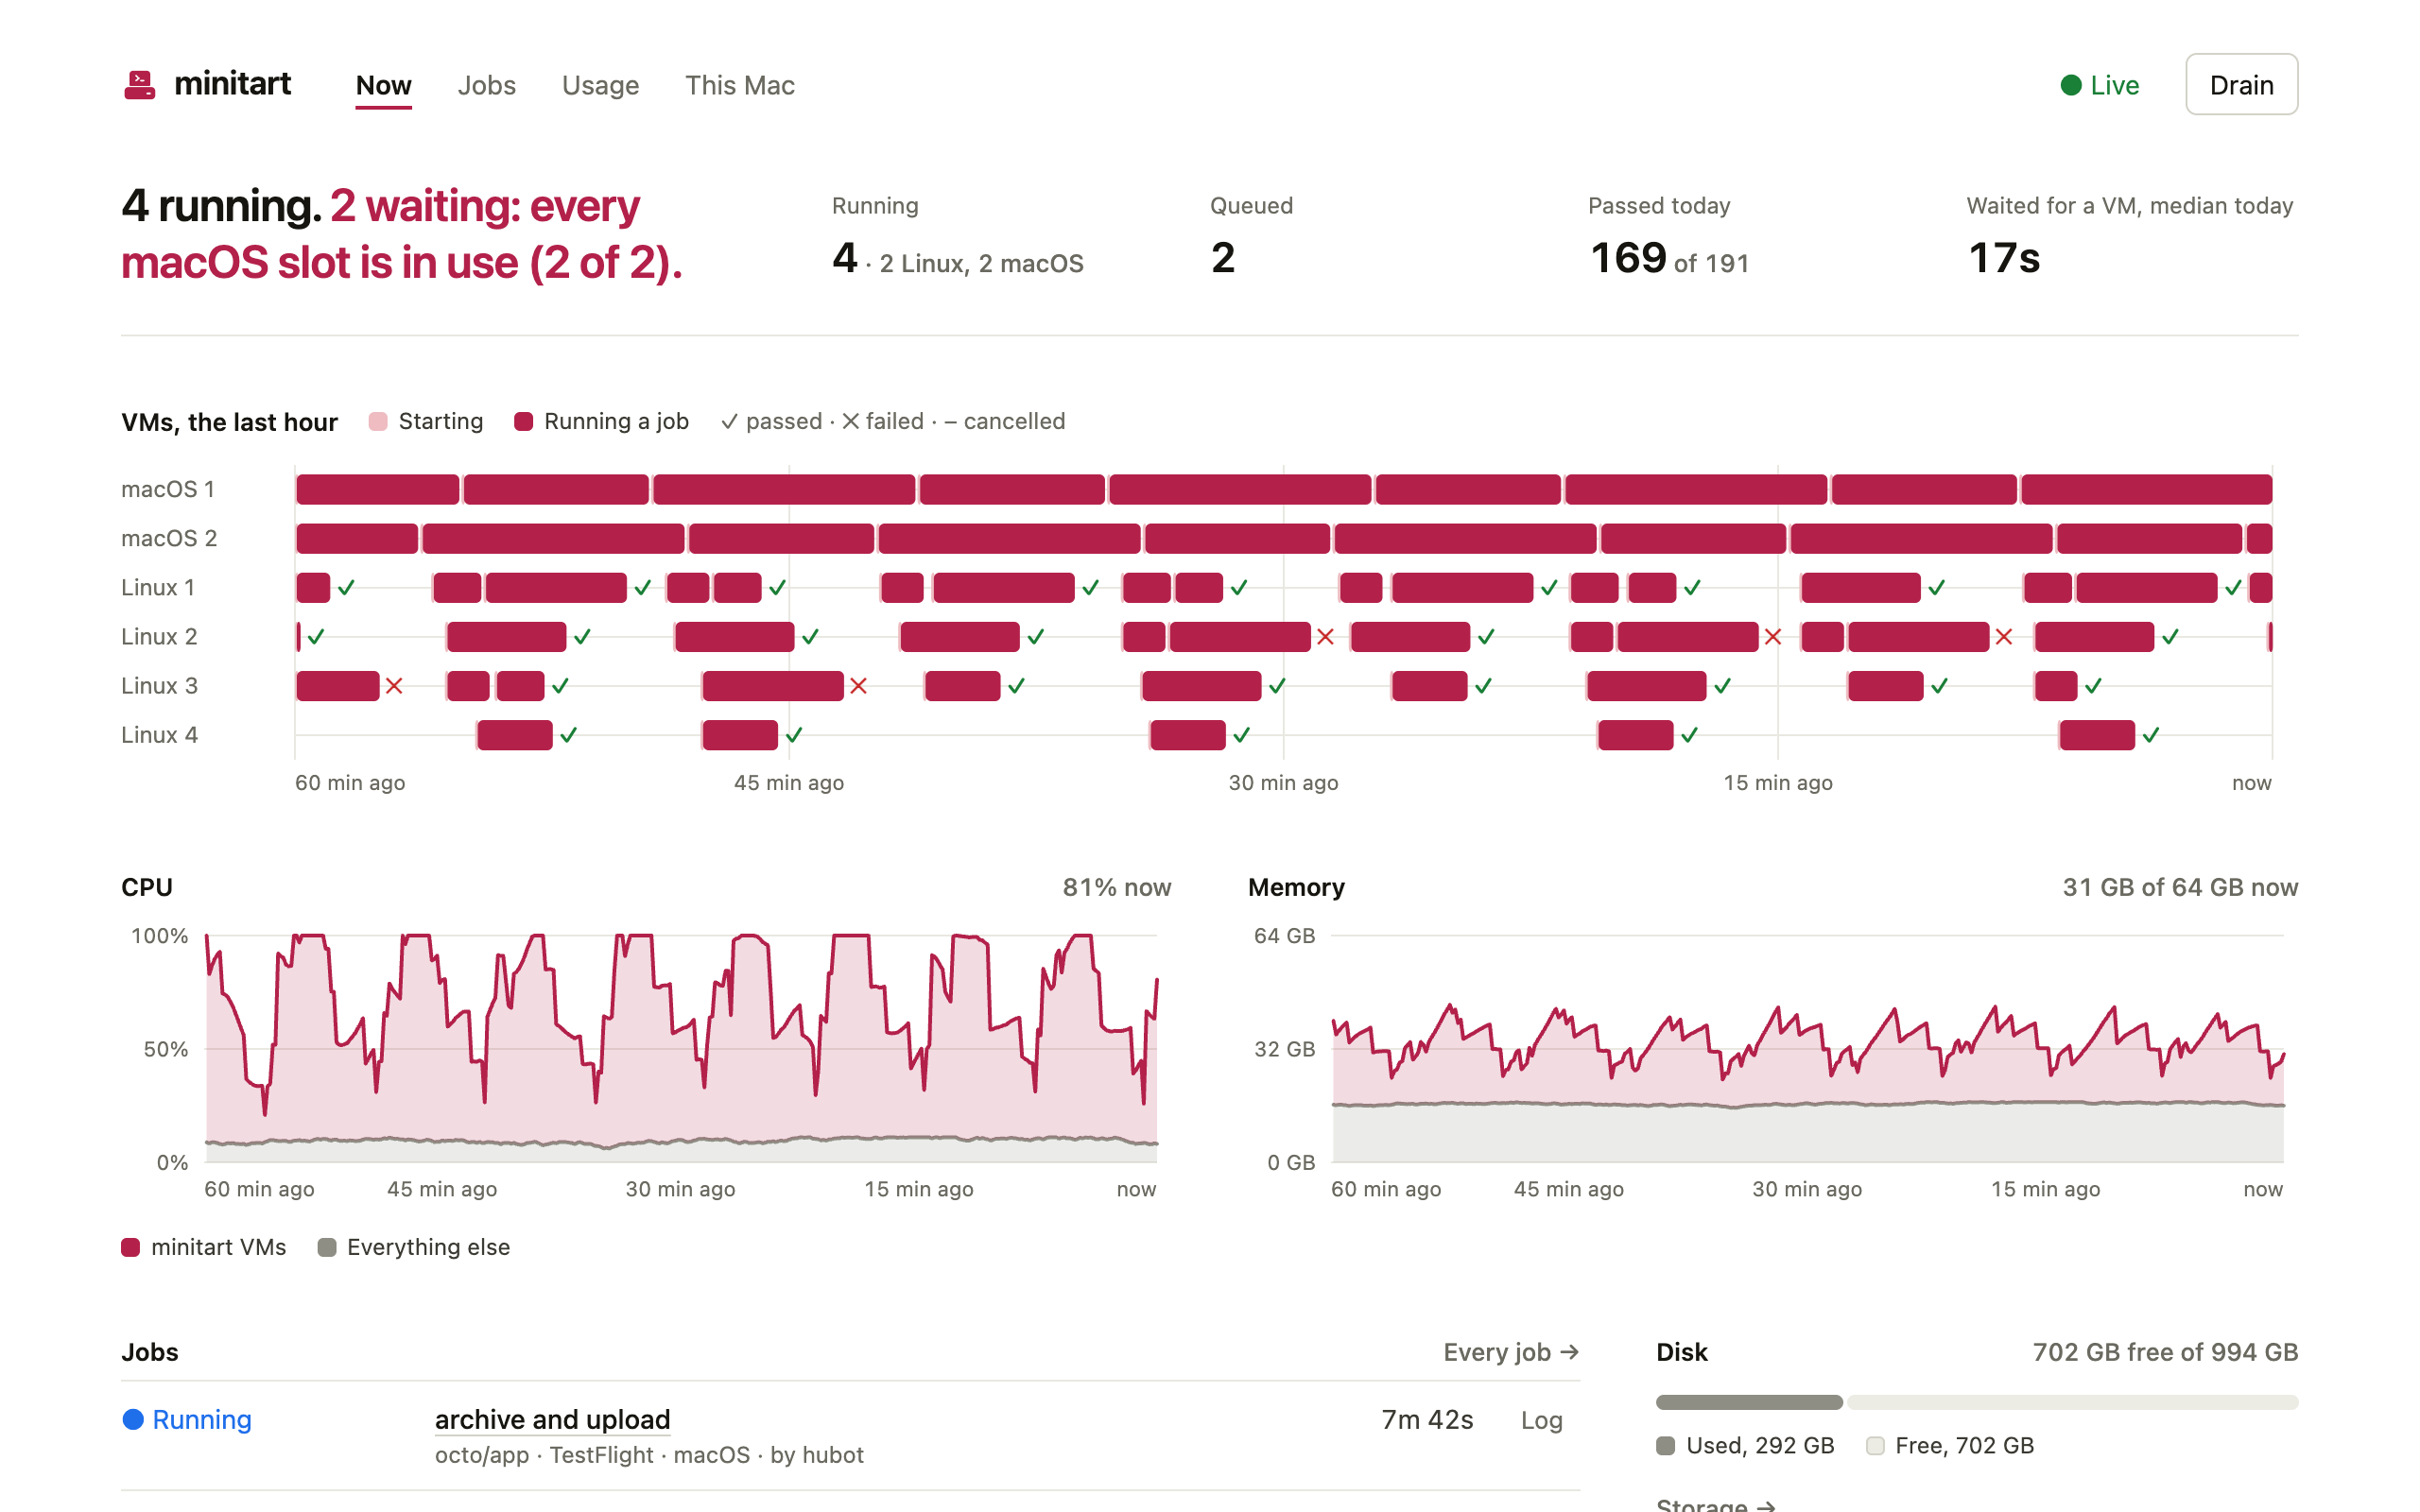 minitart
Now
Jobs
Usage
This Mac
Live
Drain
4 running. 2 waiting: every
macOS slot is in use (2 of 2).
Running
4 · 2 Linux, 2 macOS
Queued
2
Passed today
169 of 191
Waited for a VM, median today
17s
VMs, the last hour
Starting
Running a job
✓ passed · ✕ failed · – cancelled
macOS 1
macOS 2
Linux 1
Linux 2
Linux 3
Linux 4
60 min ago
45 min ago
30 min ago
15 min ago
now
CPU
81% now
100%
50%
0%
60 min ago
45 min ago
30 min ago
15 min ago
now
minitart VMs
Everything else
Memory
31 GB of 64 GB now
64 GB
32 GB
0 GB
60 min ago
45 min ago
30 min ago
15 min ago
now
Jobs
Every job →
Running
archive and upload
7m 42s
Log
octo/app · TestFlight · macOS · by hubot
Disk
702 GB free of 994 GB
Used, 292 GB
Free, 702 GB
Storage →